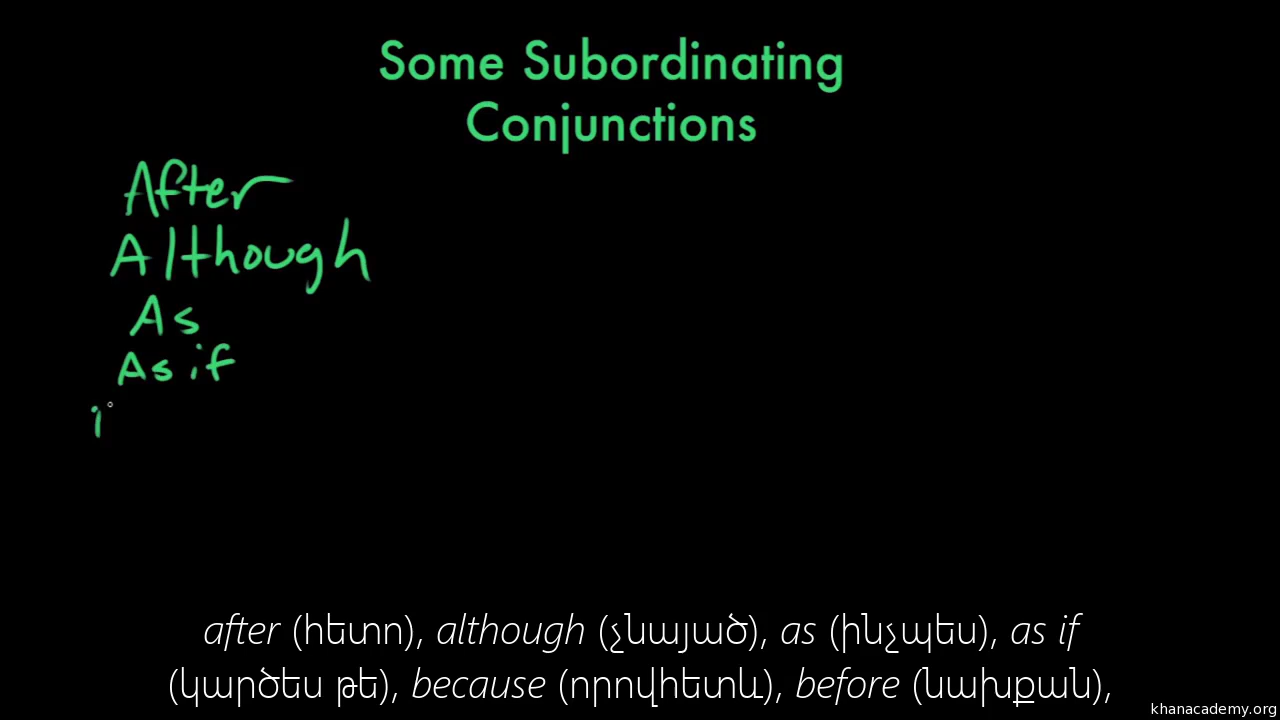 Some Subordinating
Conjunctions
After
Although
As
As if
after (հետո), although (չնայած), as (ինչպես), as if
(կարծես թե), because (որովհետև), before (նախքան),
khanacademy.org